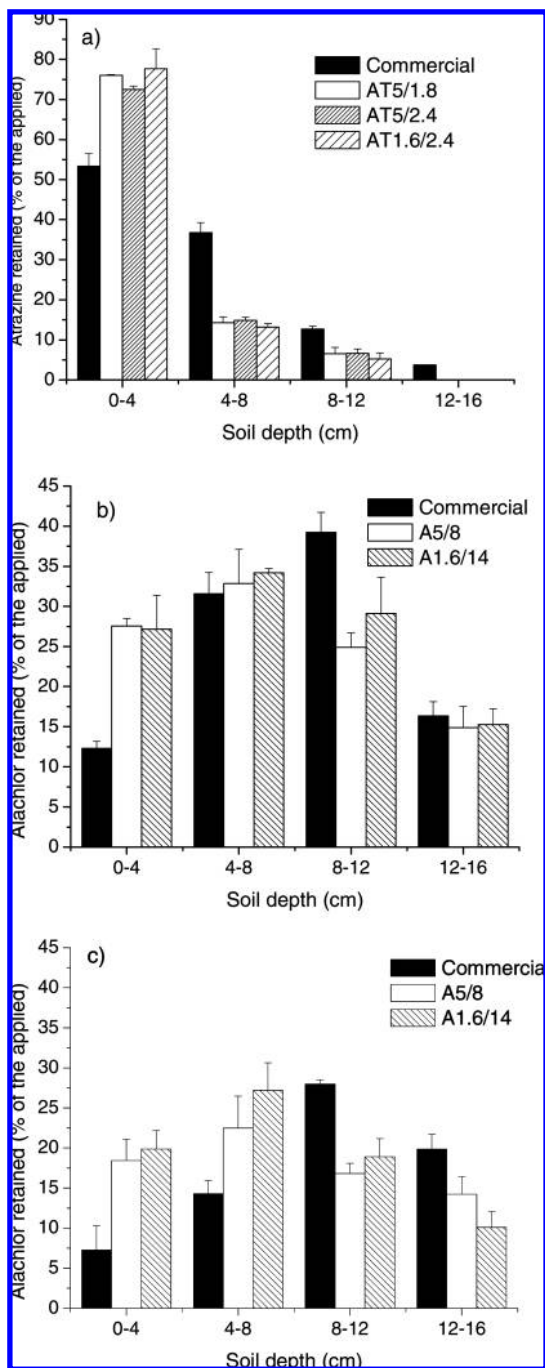 a)
Commercial
AT5/1.8
AT5/2.4
AT1.6/2.4
Atrazine retained (% of the applied)
90
80
70
60
50
40
30
20
10
0
0-4 4-8 8-12 12-16
Soil depth (cm)
b)
Commercial
A5/8
A1.6/14
Alachlor retained (% of the applied)
45
40
35
30
25
20
15
10
5
0
0-4 4-8 8-12 12-16
Soil depth (cm)
c)
Commercial
A5/8
A1.6/14
Alachlor retained (% of the applied)
45
40
35
30
25
20
15
10
5
0
0-4 4-8 8-12 12-16
Soil depth (cm)